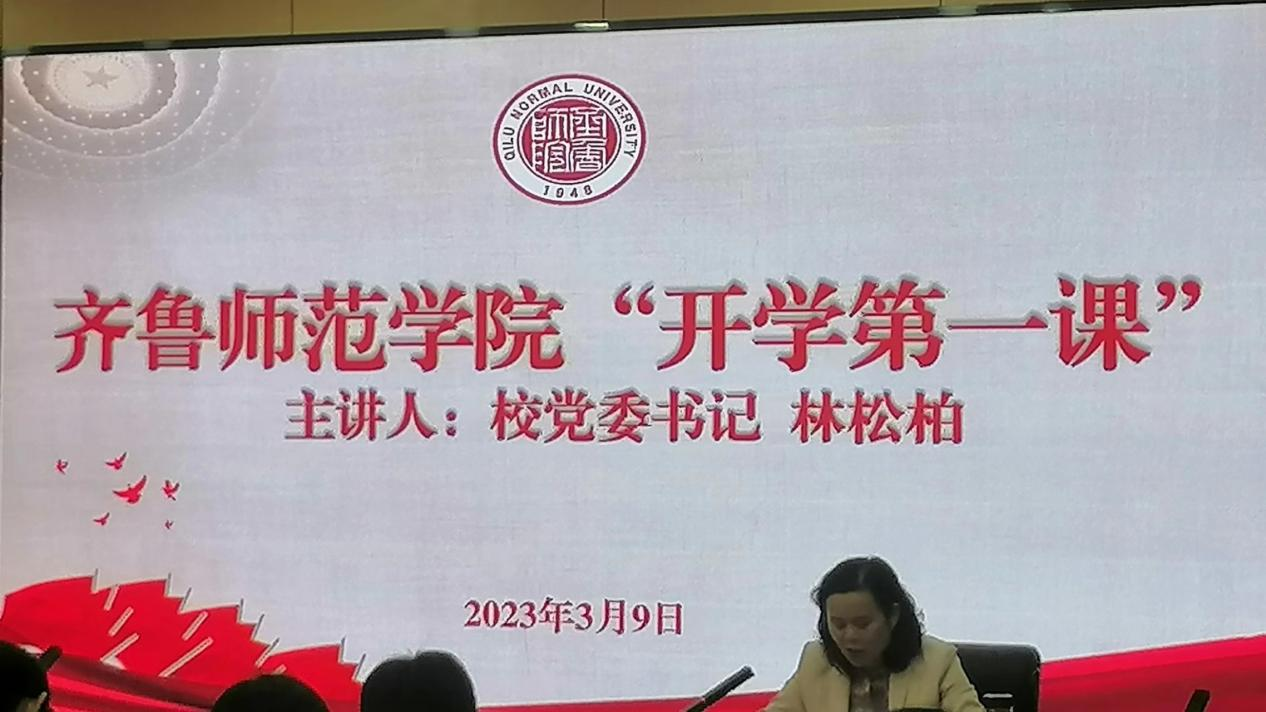 QILU NORMAL UNIVERSITY
1948
齐鲁师范学院“开学第一课”
主讲人：校党委书记 林松柏
2023年3月9日